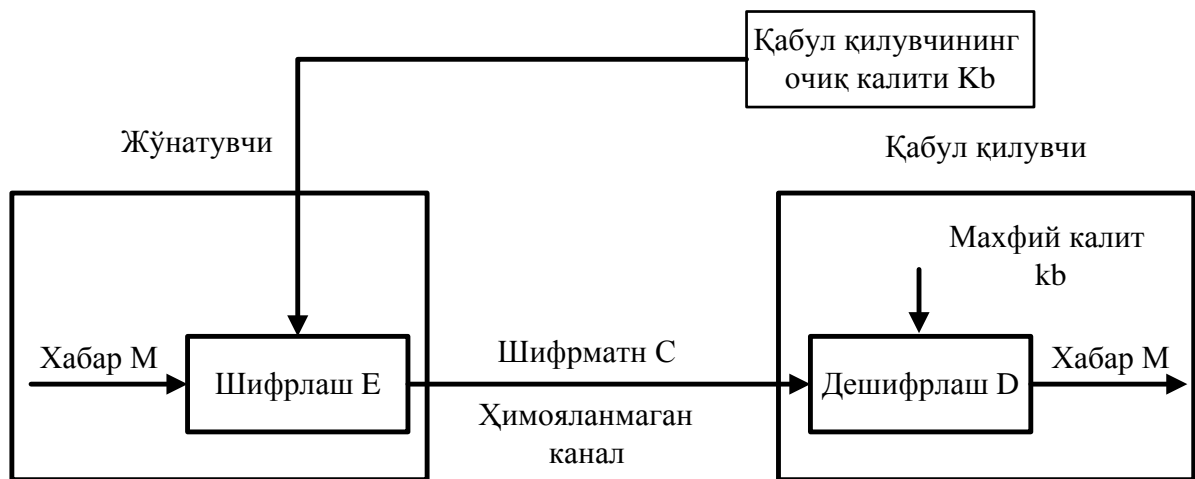 Қабул қилувчининг
очиқ калити Kb
Жўнатувчи
Қабул қилувчи
Махфий калит
kb
Хабар М
Шифрлаш Е
Шифрматн С
Ҳимояланмаган
канал
Дешифрлаш D
Хабар М